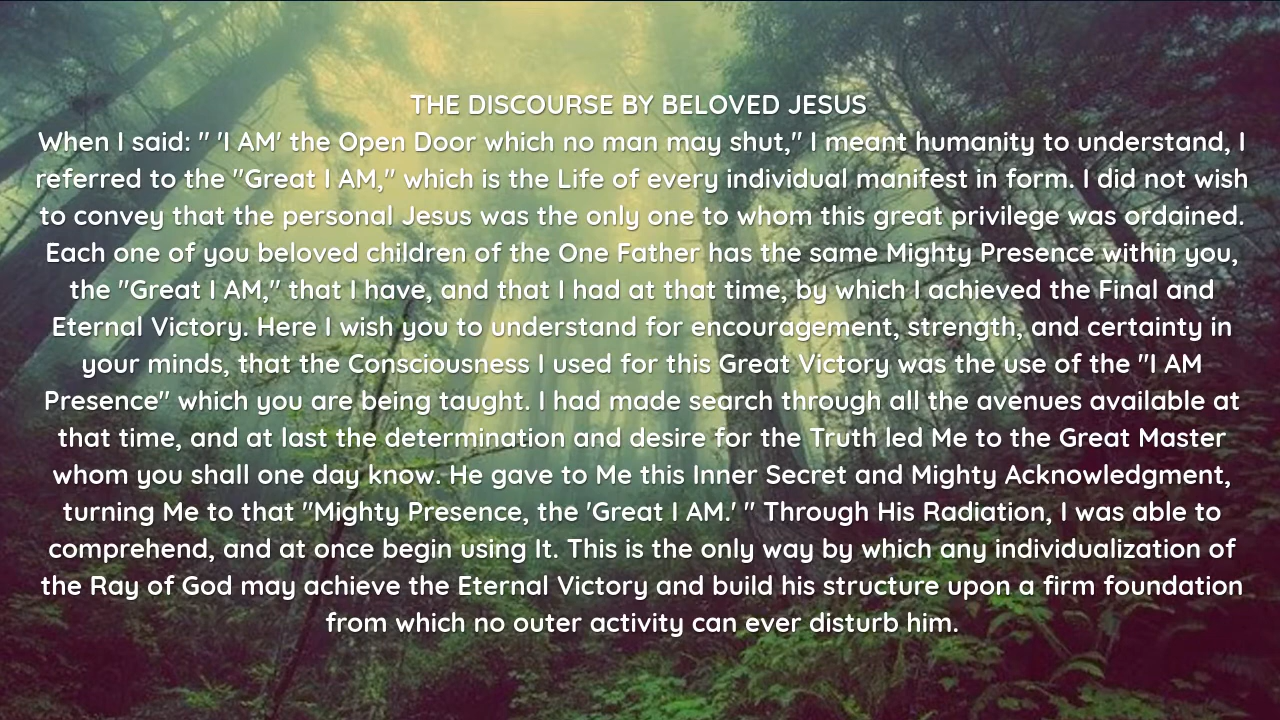 THE DISCOURSE BY BELOVED JESUS
When I said: " 'I AM' the Open Door which no man may shut," I meant humanity to understand, I
referred to the "Great I AM," which is the Life of every individual manifest in form. I did not wish
to convey that the personal Jesus was the only one to whom this great privilege was ordained.
Each one of you beloved children of the One Father has the same Mighty Presence within you,
the "Great I AM," that I have, and that I had at that time, by which I achieved the Final and
Eternal Victory. Here I wish you to understand for encouragement, strength, and certainty in
your minds, that the Consciousness I used for this Great Victory was the use of the "I AM
Presence" which you are being taught. I had made search through all the avenues available at
that time, and at last the determination and desire for the Truth led Me to the Great Master
whom you shall one day know. He gave to Me this Inner Secret and Mighty Acknowledgment,
turning Me to that "Mighty Presence, the 'Great I AM.' " Through His Radiation, I was able to
comprehend, and at once begin using It. This is the only way by which any individualization of
the Ray of God may achieve the Eternal Victory and build his structure upon a firm foundation
from which no outer activity can ever disturb him.